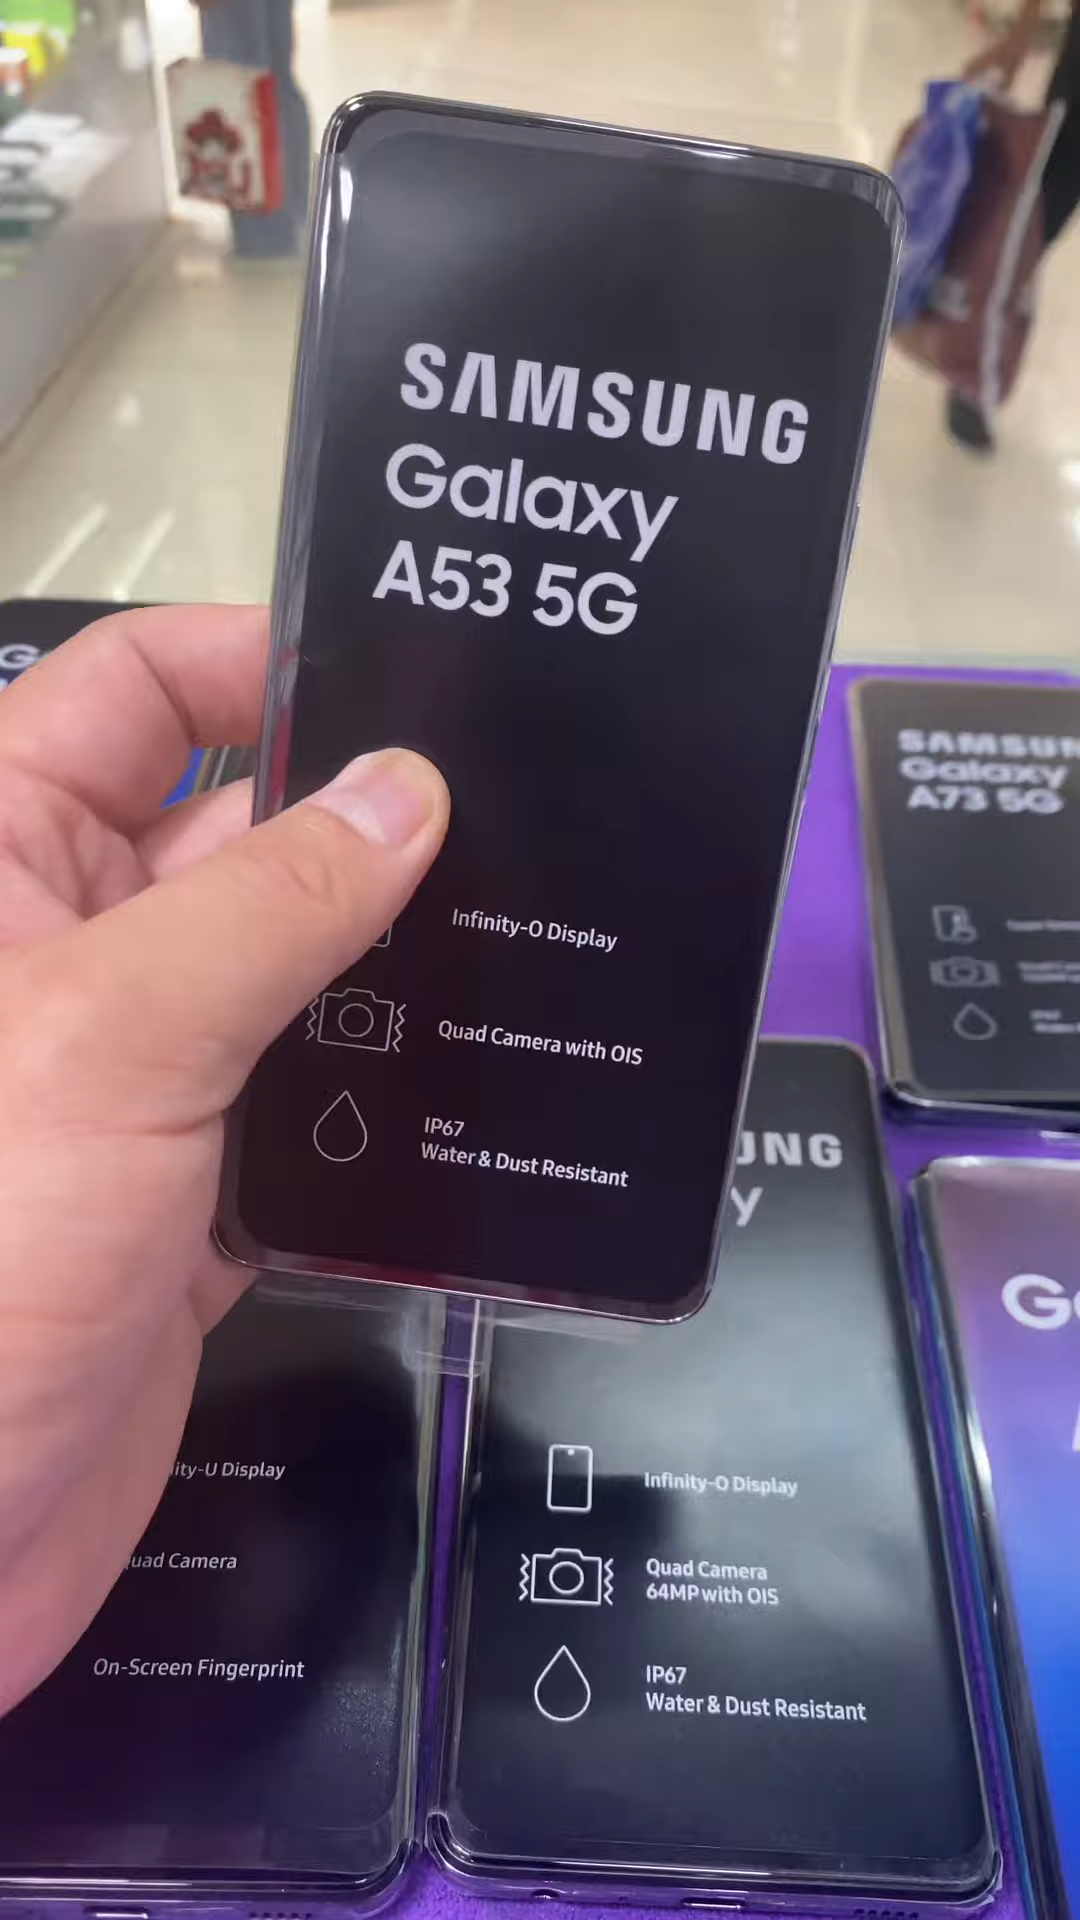 SAMSUNG
Galaxy
A53 5G
Infinity-O Display
Quad Camera with OIS
IP67
Water & Dust Resistant
SAMSUN
Galaxy
A73 5G
UNG
y
Infinity-O Display
Quad Camera
64MP with OIS
IP67
Water & Dust Resistant
ity-U Display
uad Camera
On-Screen Fingerprint
G